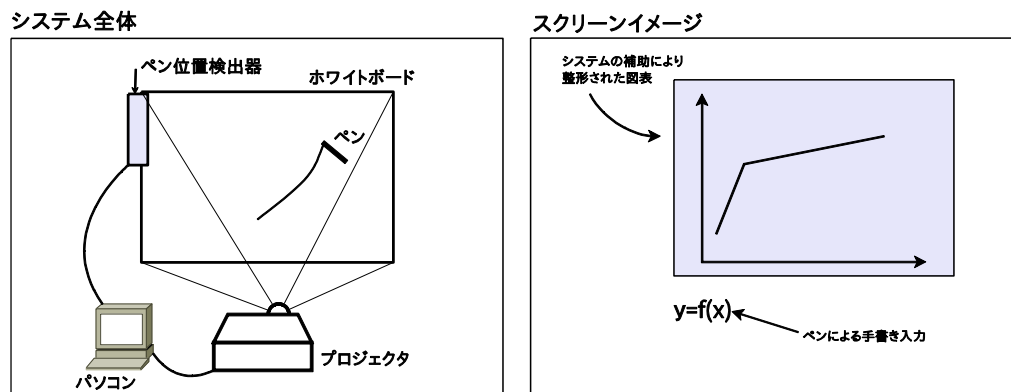 システム全体
ペン位置検出器
ホワイトボード
ペン
パソコン
プロジェクタ
スクリーンイメージ
システムの補助により
整形された図表
y=f(x)
ペンによる手書き入力